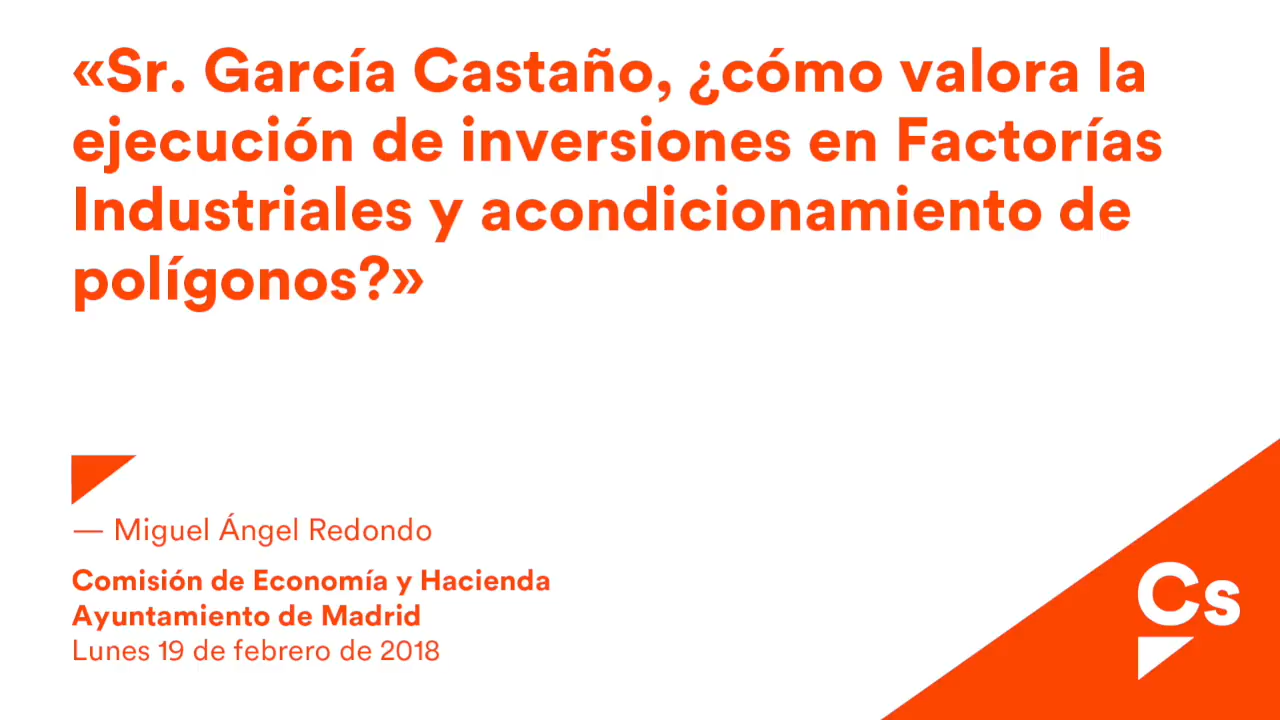 «Sr. García Castaño, ¿cómo valora la
ejecución de inversiones en Factorías
Industriales y acondicionamiento de
polígonos?»
— Miguel Ángel Redondo
Comisión de Economía y Hacienda
Ayuntamiento de Madrid
Lunes 19 de febrero de 2018
Cs